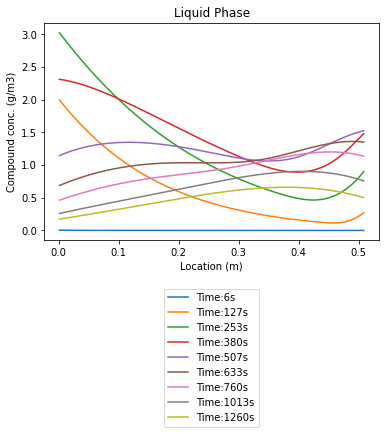 Liquid Phase
Compound conc. (g/m3)
3.0
2.5
2.0
1.5
1.0
0.5
0.0
0.0 0.1 0.2 0.3 0.4 0.5
Location (m)
Time:6s
Time:127s
Time:253s
Time:380s
Time:507s
Time:633s
Time:760s
Time:1013s
Time:1260s